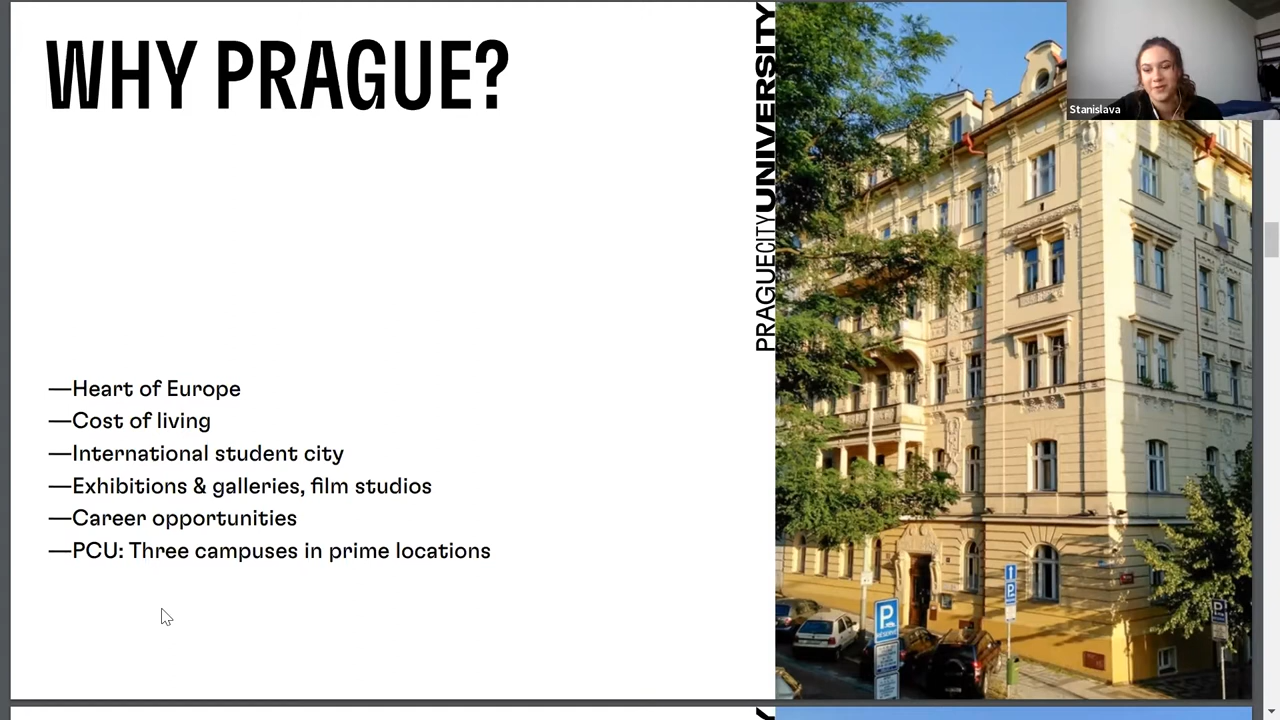 WHY PRAGUE?
—Heart of Europe
—Cost of living
—International student city
—Exhibitions & galleries, film studios
—Career opportunities
—PCU: Three campuses in prime locations
PRAGUECITYUNIVERSITY
Stanislava
P
RESERVE
P
P